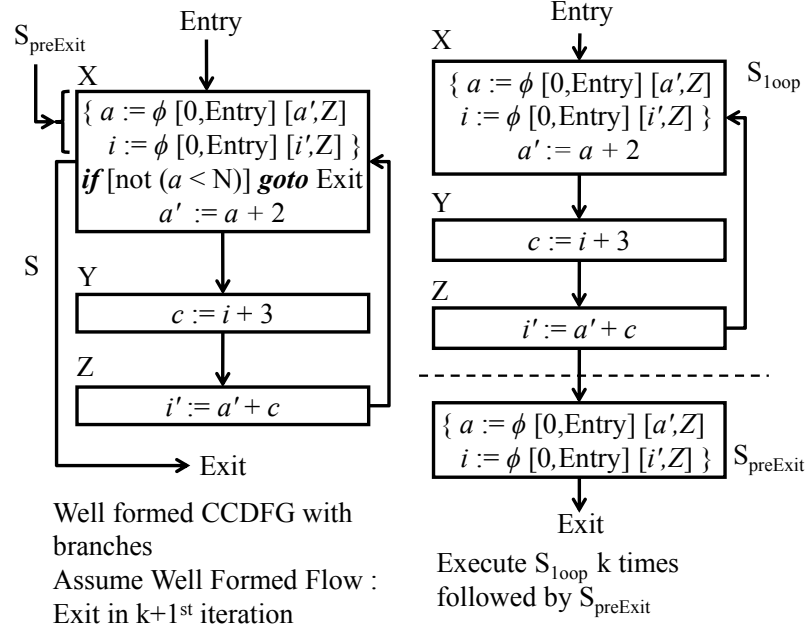 Entry
S_preExit
X
{ a := ϕ [0,Entry] [a′,Z]
i := ϕ [0,Entry] [i′,Z] }
if [not (a < N)] goto Exit
a′ := a + 2
S
Y
c := i + 3
Z
i′ := a′ + c
Exit
Well formed CCDFG with
branches
Assume Well Formed Flow :
Exit in k+1st iteration
Entry
X
S_loop
{ a := ϕ [0,Entry] [a′,Z]
i := ϕ [0,Entry] [i′,Z] }
a′ := a + 2
Y
c := i + 3
Z
i′ := a′ + c
{ a := ϕ [0,Entry] [a′,Z]
i := ϕ [0,Entry] [i′,Z] }
S_preExit
Exit
Execute S_loop k times
followed by S_preExit